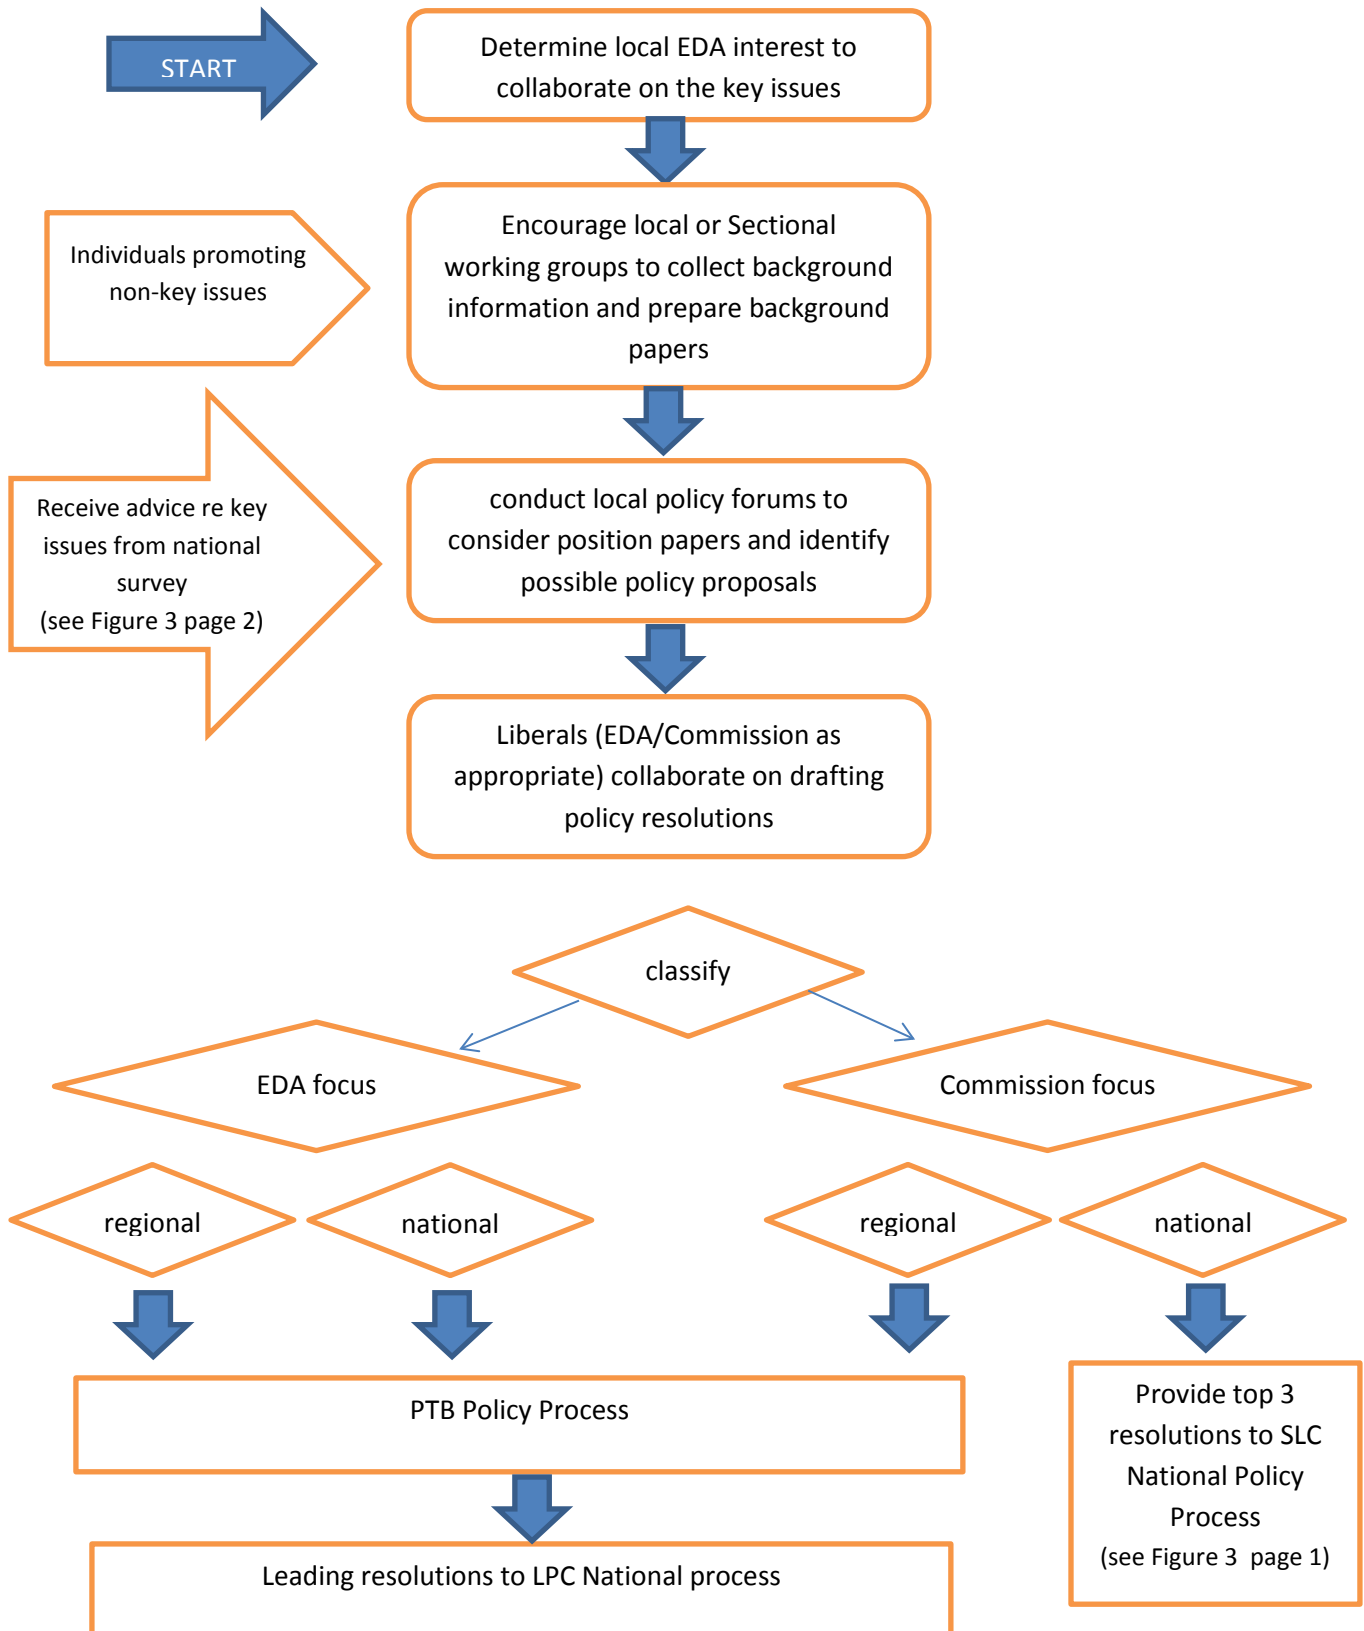 START
Determine local EDA interest to
collaborate on the key issues
Individuals promoting
non-key issues
Encourage local or Sectional
working groups to collect background
information and prepare background
papers
Receive advice re key
issues from national
survey
(see Figure 3 page 2)
conduct local policy forums to
consider position papers and identify
possible policy proposals
Liberals (EDA/Commission as
appropriate) collaborate on drafting
policy resolutions
classify
EDA focus
Commission focus
regional
national
regional
national
PTB Policy Process
Provide top 3
resolutions to SLC
National Policy
Process
(see Figure 3  page 1)
Leading resolutions to LPC National process